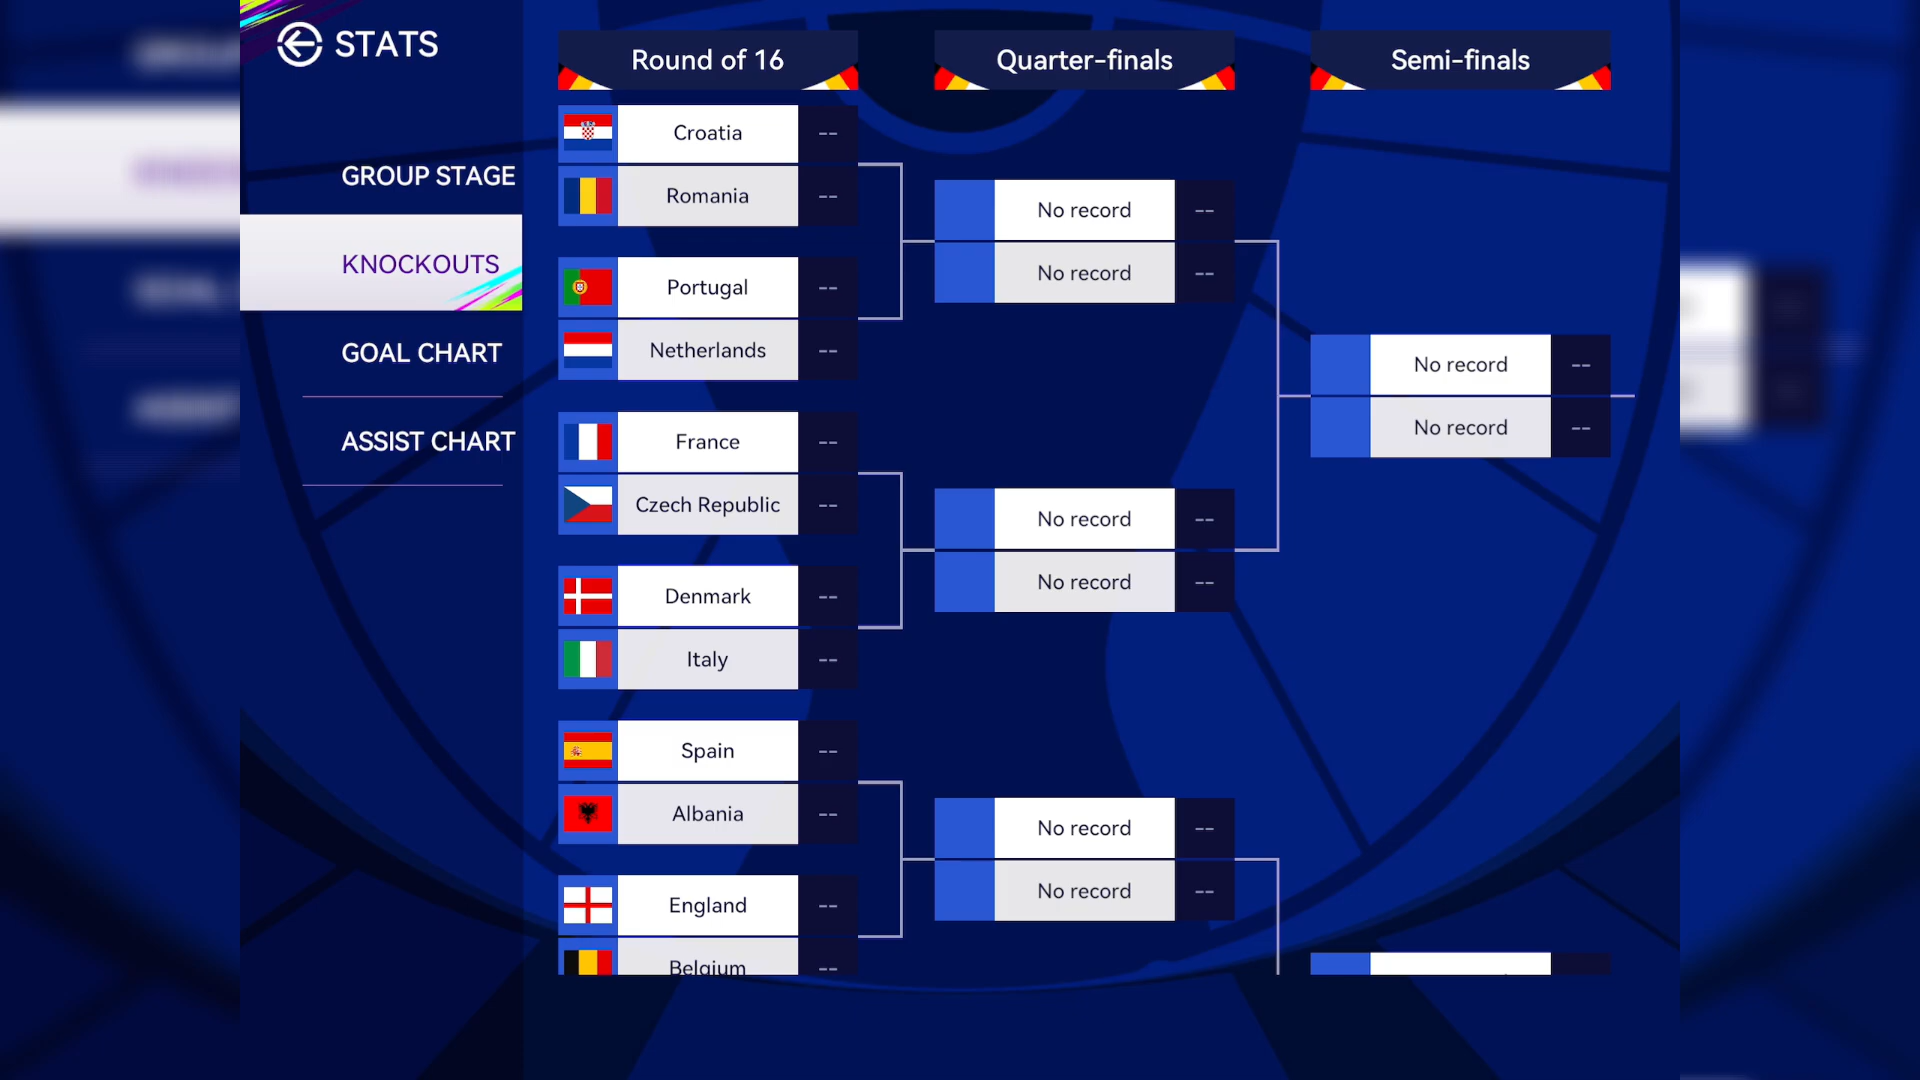 STATS
GROUP STAGE
KNOCKOUTS
GOAL CHART
ASSIST CHART
Round of 16
Croatia --
Romania --
Portugal --
Netherlands --
France --
Czech Republic --
Denmark --
Italy --
Spain --
Albania --
England --
Belgium --
Quarter-finals
No record --
No record --
No record --
No record --
No record --
No record --
Semi-finals
No record --
No record --